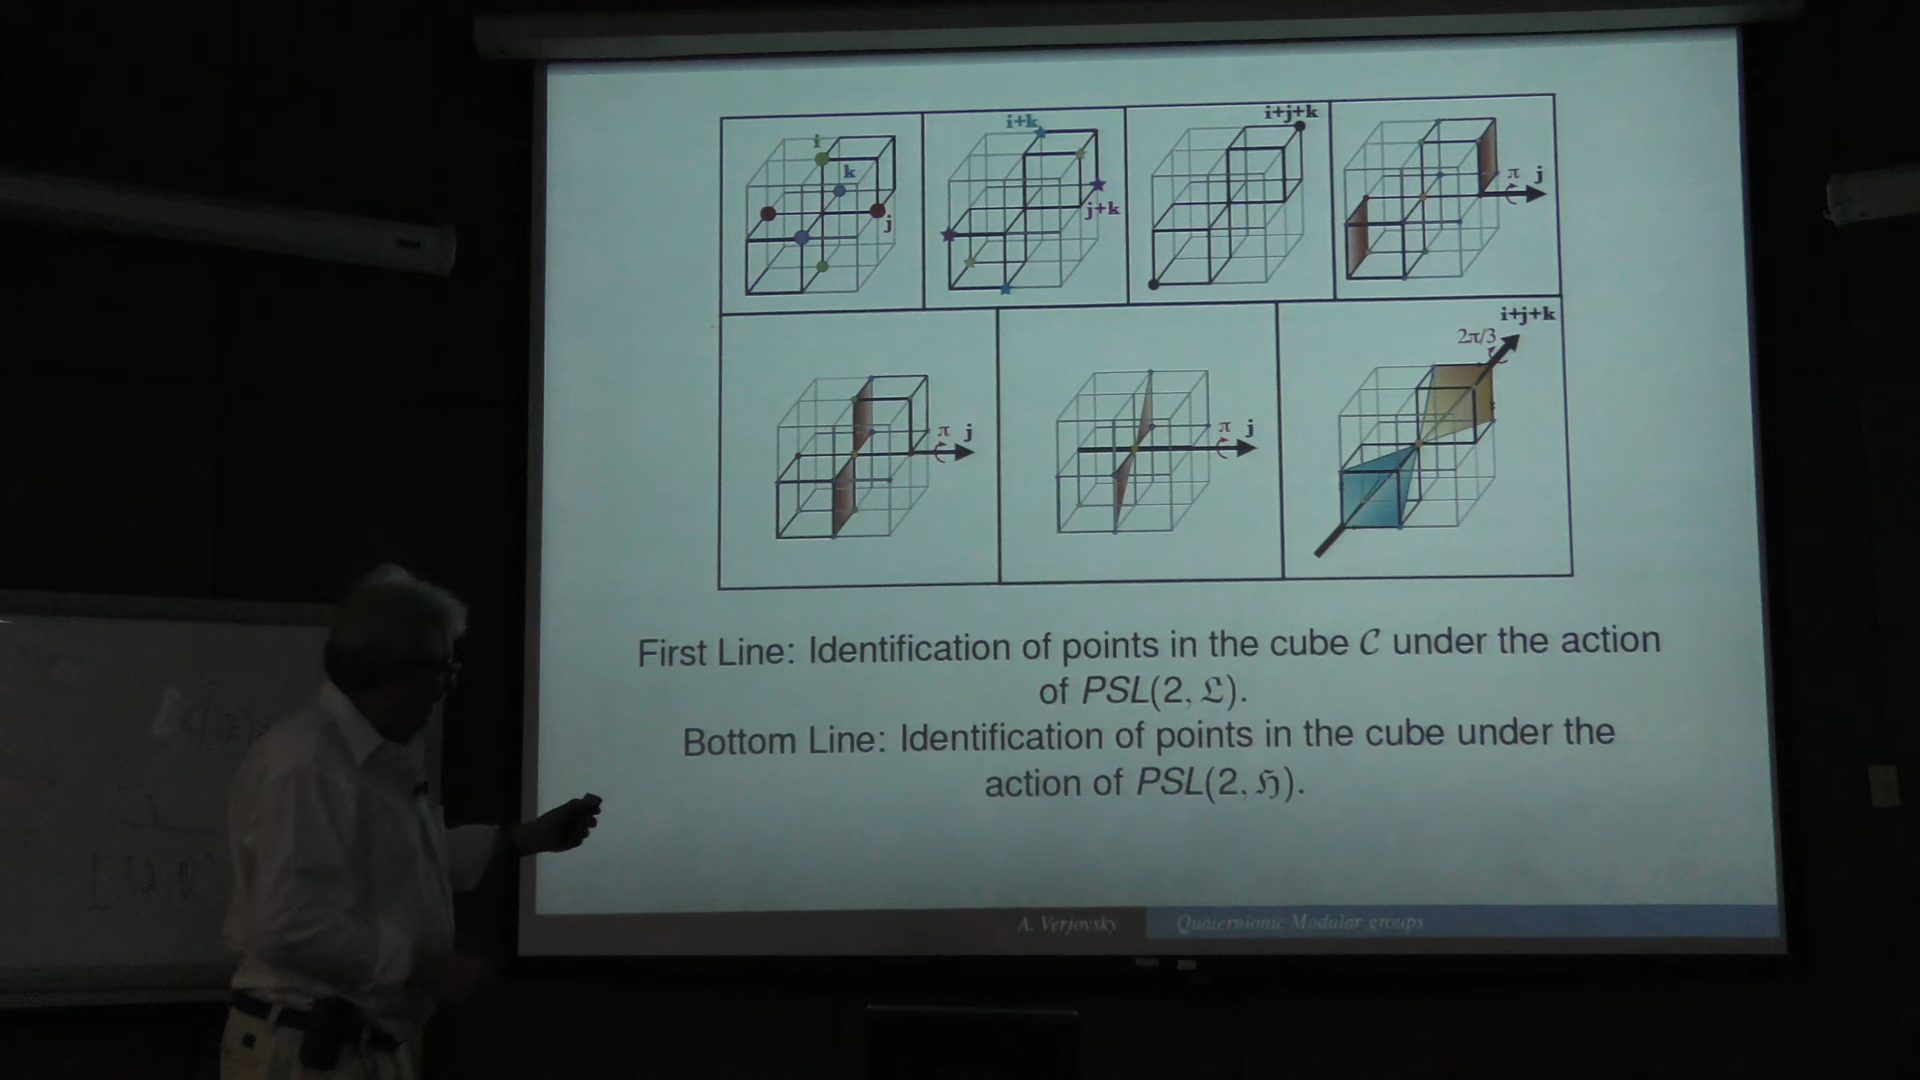 i
k
j
i+k
j+k
i+j+k
π j
π j
π j
i+j+k
2π/3
First Line: Identification of points in the cube 𝒞 under the action
of PSL(2, 𝔏).
Bottom Line: Identification of points in the cube under the
action of PSL(2, ℌ).
A. Verjovsky
Quaternionic Modular groups